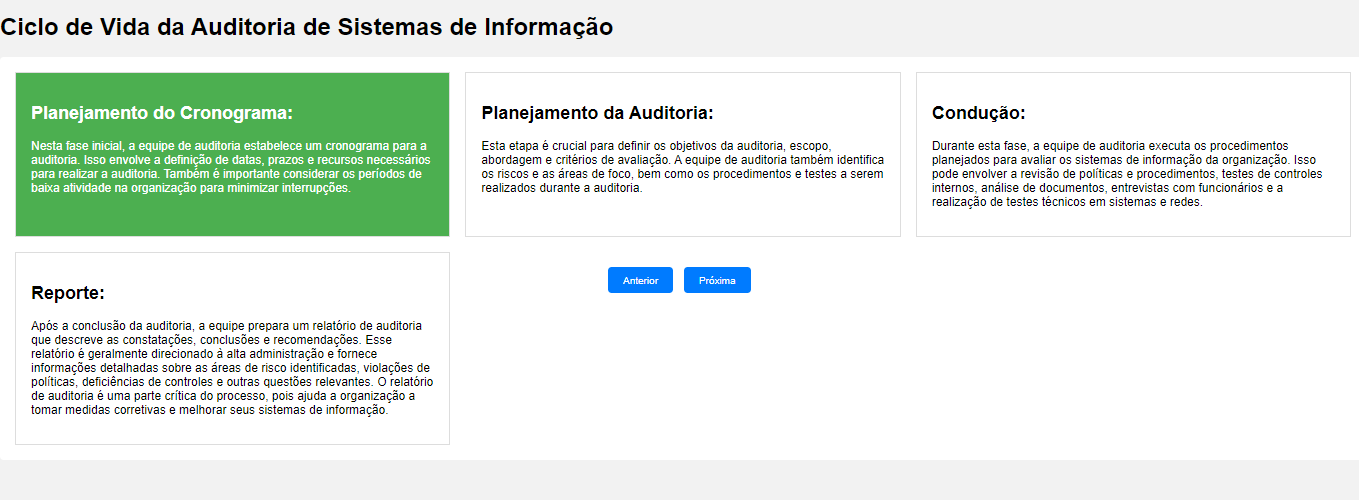 Ciclo de Vida da Auditoria de Sistemas de Informação
Planejamento do Cronograma:
Nesta fase inicial, a equipe de auditoria estabelece um cronograma para a
auditoria. Isso envolve a definição de datas, prazos e recursos necessários
para realizar a auditoria. Também é importante considerar os períodos de
baixa atividade na organização para minimizar interrupções.
Planejamento da Auditoria:
Esta etapa é crucial para definir os objetivos da auditoria, escopo,
abordagem e critérios de avaliação. A equipe de auditoria também identifica
os riscos e as áreas de foco, bem como os procedimentos e testes a serem
realizados durante a auditoria.
Condução:
Durante esta fase, a equipe de auditoria executa os procedimentos
planejados para avaliar os sistemas de informação da organização. Isso
pode envolver a revisão de políticas e procedimentos, testes de controles
internos, análise de documentos, entrevistas com funcionários e a
realização de testes técnicos em sistemas e redes.
Reporte:
Após a conclusão da auditoria, a equipe prepara um relatório de auditoria
que descreve as constatações, conclusões e recomendações. Esse
relatório é geralmente direcionado à alta administração e fornece
informações detalhadas sobre as áreas de risco identificadas, violações de
políticas, deficiências de controles e outras questões relevantes. O relatório
de auditoria é uma parte crítica do processo, pois ajuda a organização a
tomar medidas corretivas e melhorar seus sistemas de informação.
Anterior
Próxima